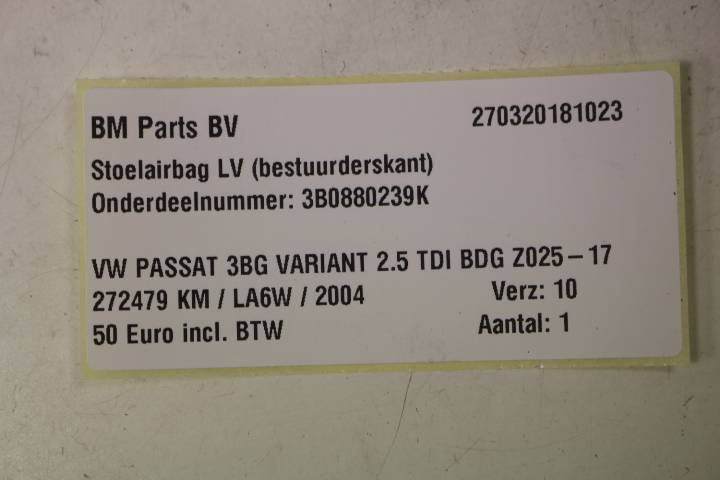 BM Parts BV 270320181023
Stoelairbag LV (bestuurderskant)
Onderdeelnummer: 3B0880239K
VW PASSAT 3BG VARIANT 2.5 TDI BDG Z025-17
272479 KM / LA6W / 2004 Verz: 10
50 Euro incl. BTW Aantal: 1